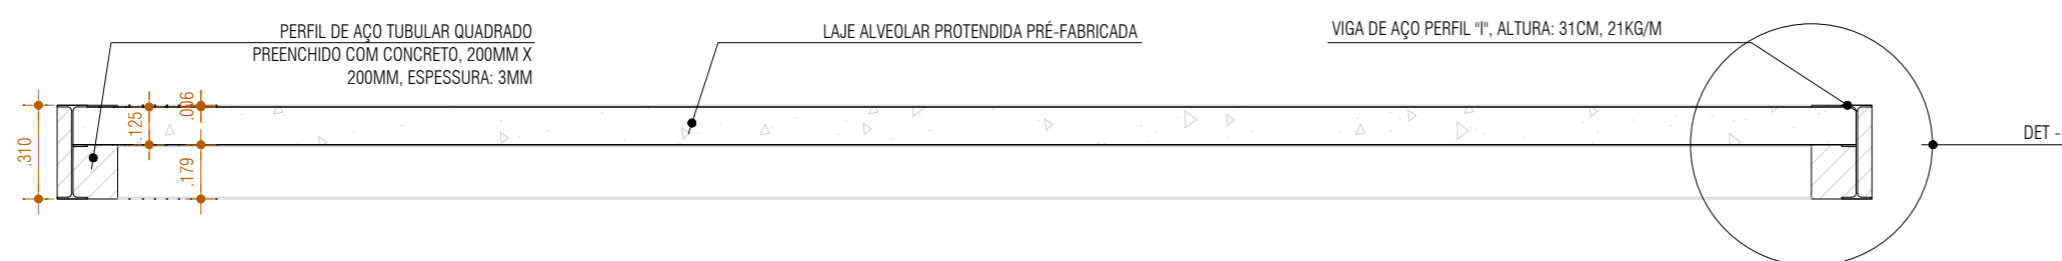 PERFIL DE AÇO TUBULAR QUADRADO
PREENCHIDO COM CONCRETO, 200MM X
200MM, ESPESSURA: 3MM
LAJE ALVEOLAR PROTENDIDA PRÉ-FABRICADA
VIGA DE AÇO PERFIL "I", ALTURA: 31CM, 21KG/M
.310
.125
.006
.179
DET -